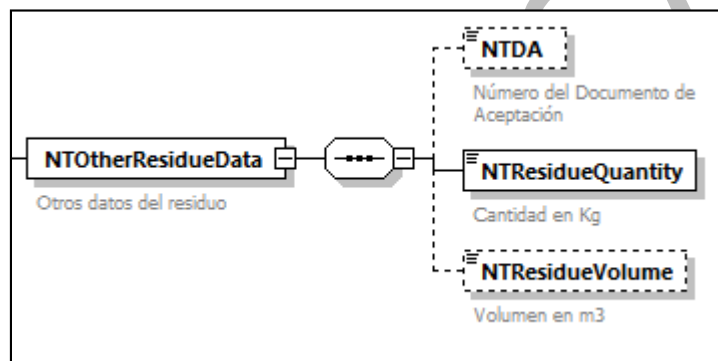 NTDA
Número del Documento de
Aceptación
NTOtherResidueData
Otros datos del residuo
NTResidueQuantity
Cantidad en Kg
NTResidueVolume
Volumen en m3